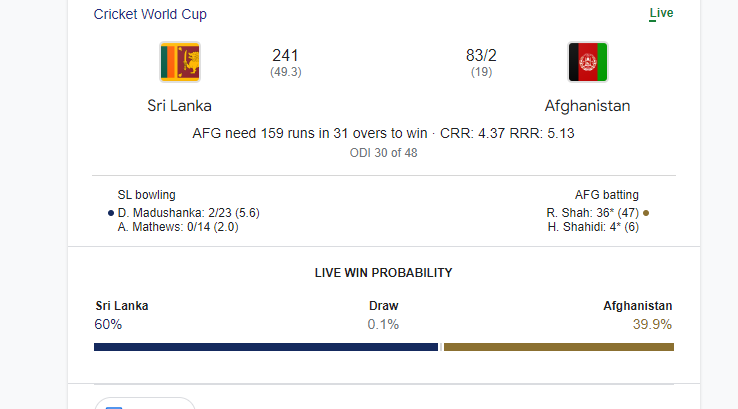 Cricket World Cup Live
241 83/2
(49.3) (19)
Sri Lanka Afghanistan
AFG need 159 runs in 31 overs to win · CRR: 4.37 RRR: 5.13
ODI 30 of 48
SL bowling AFG batting
D. Madushanka: 2/23 (5.6) R. Shah: 36* (47)
A. Mathews: 0/14 (2.0) H. Shahidi: 4* (6)
LIVE WIN PROBABILITY
Sri Lanka Draw Afghanistan
60% 0.1% 39.9%